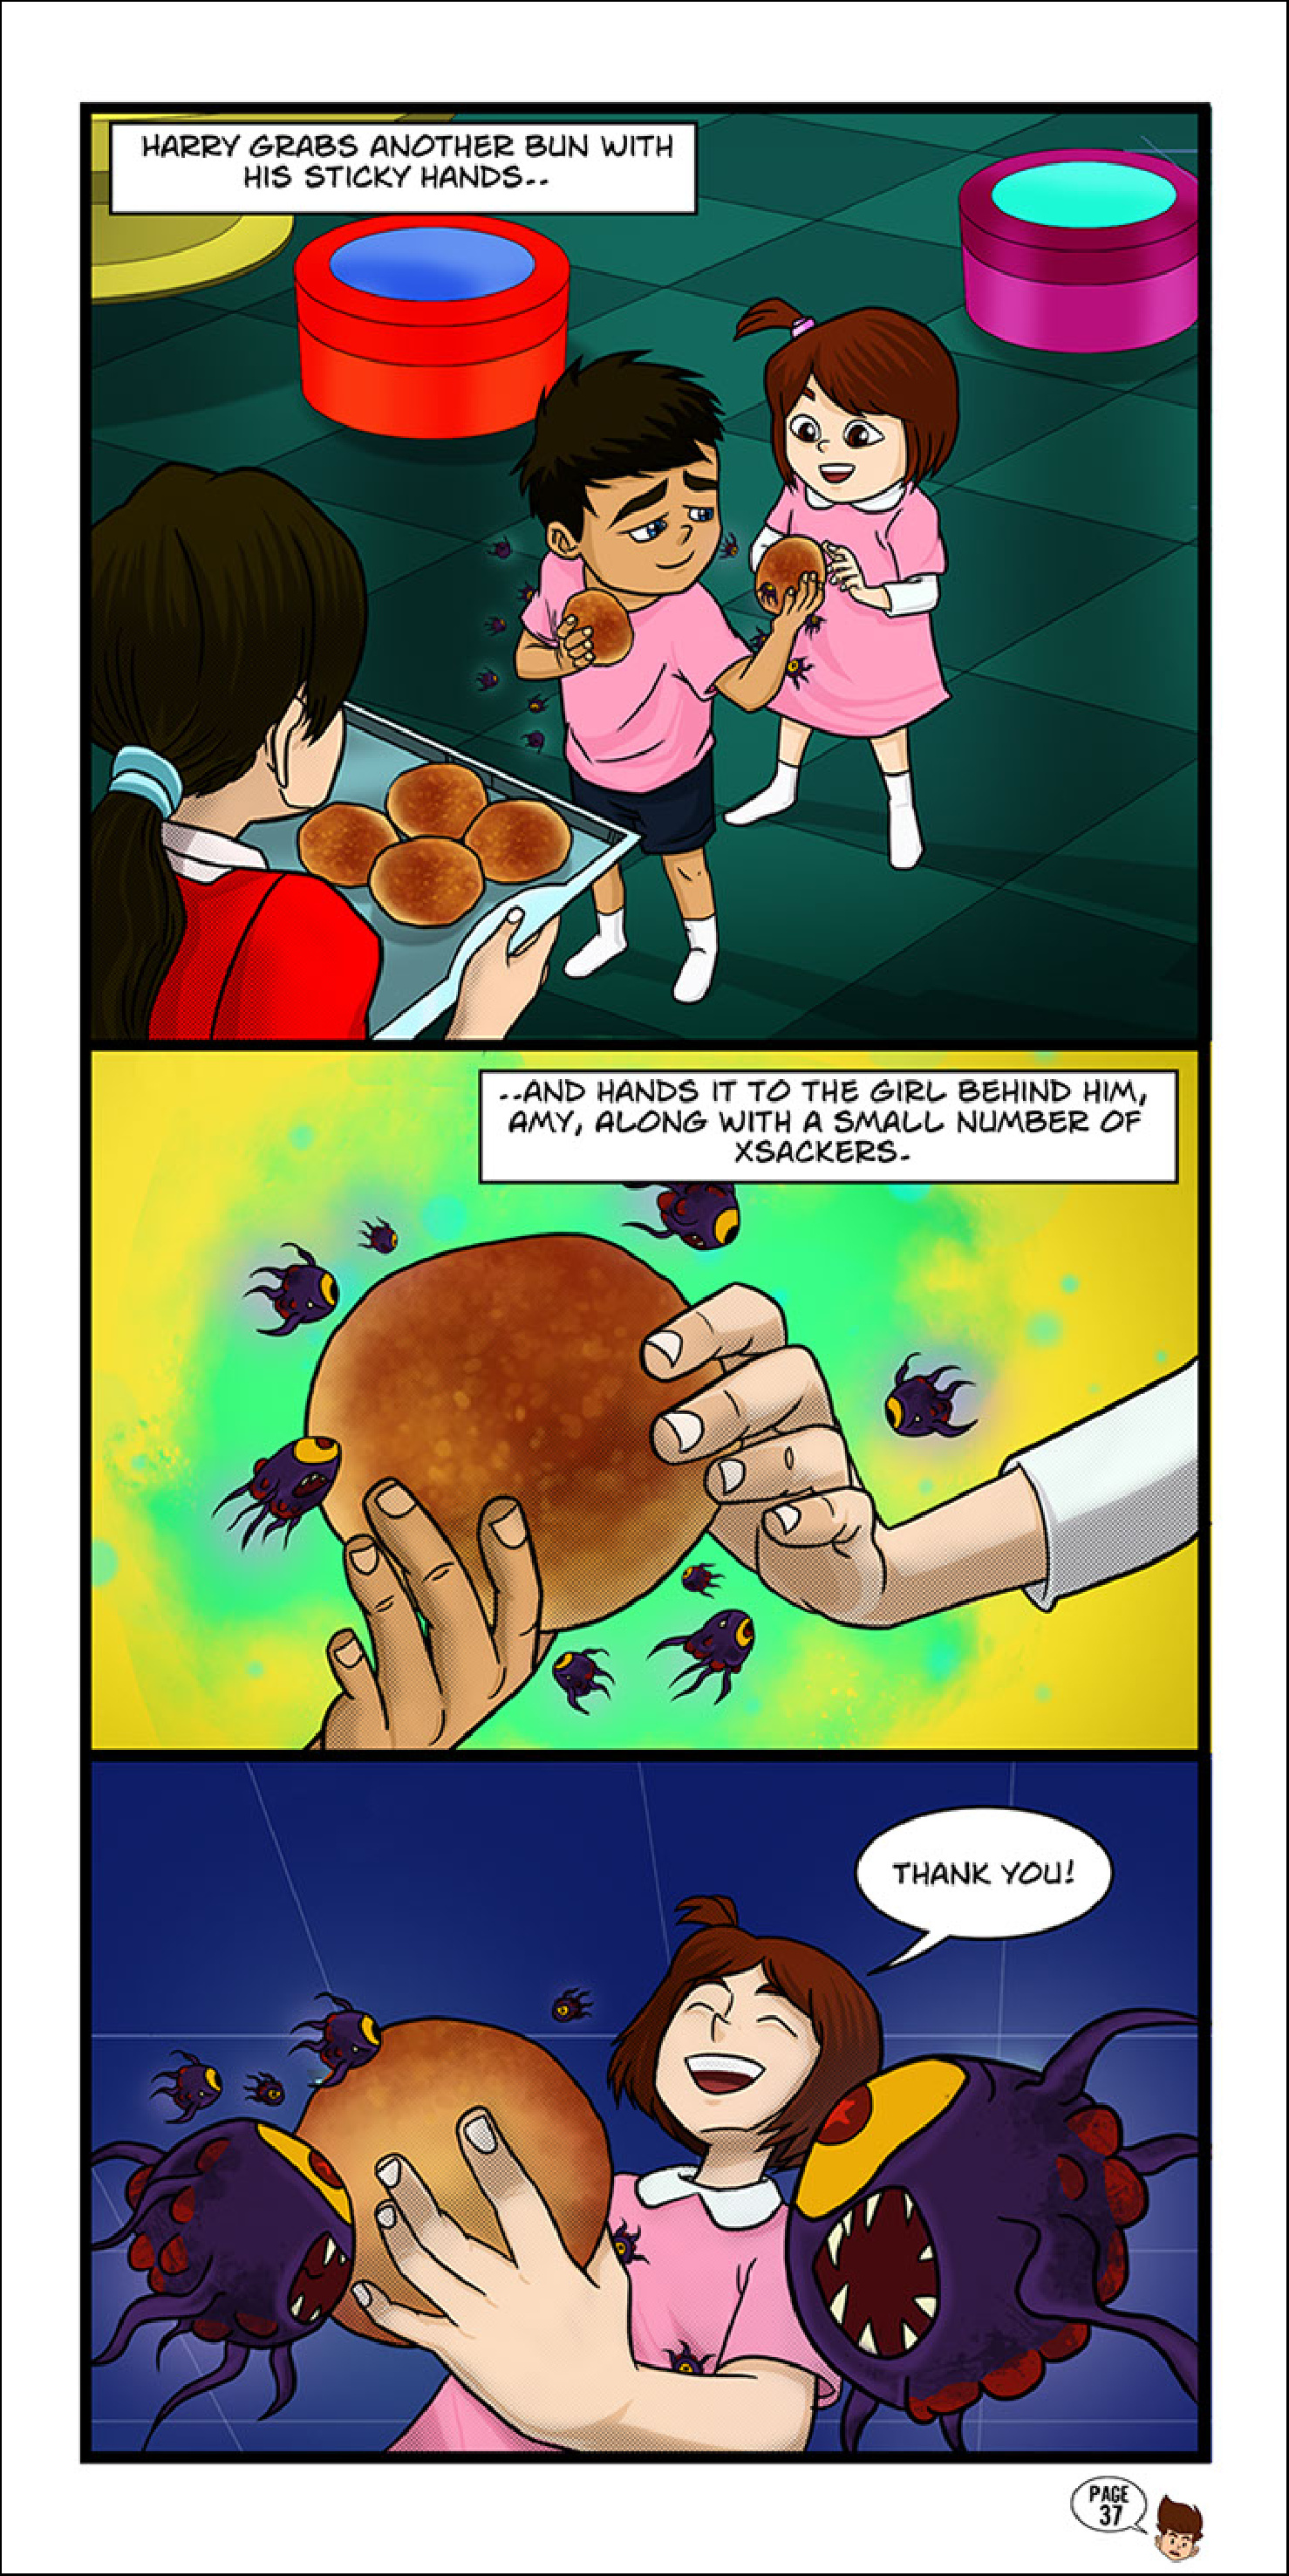 HARRY GRABS ANOTHER BUN WITH
HIS STICKY HANDS..
..AND HANDS IT TO THE GIRL BEHIND HIM,
AMY, ALONG WITH A SMALL NUMBER OF
XSACKERS.
THANK YOU!
PAGE
37